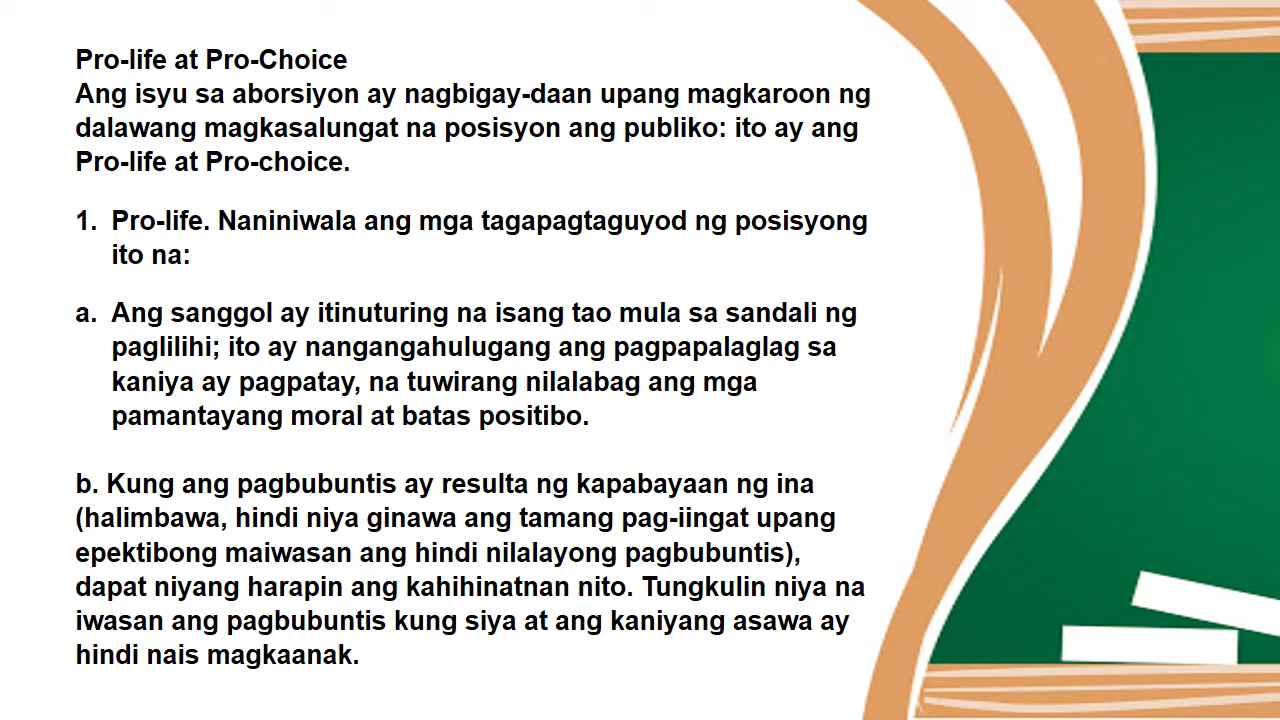 Pro-life at Pro-Choice
Ang isyu sa aborsiyon ay nagbigay-daan upang magkaroon ng
dalawang magkasalungat na posisyon ang publiko: ito ay ang
Pro-life at Pro-choice.
1. Pro-life. Naniniwala ang mga tagapagtaguyod ng posisyong
ito na:
a. Ang sanggol ay itinuturing na isang tao mula sa sandali ng
paglilihi; ito ay nangangahulugang ang pagpapalaglag sa
kaniya ay pagpatay, na tuwirang nilalabag ang mga
pamantayang moral at batas positibo.
b. Kung ang pagbubuntis ay resulta ng kapabayaan ng ina
(halimbawa, hindi niya ginawa ang tamang pag-iingat upang
epektibong maiwasan ang hindi nilalayong pagbubuntis),
dapat niyang harapin ang kahihinatnan nito. Tungkulin niya na
iwasan ang pagbubuntis kung siya at ang kaniyang asawa ay
hindi nais magkaanak.